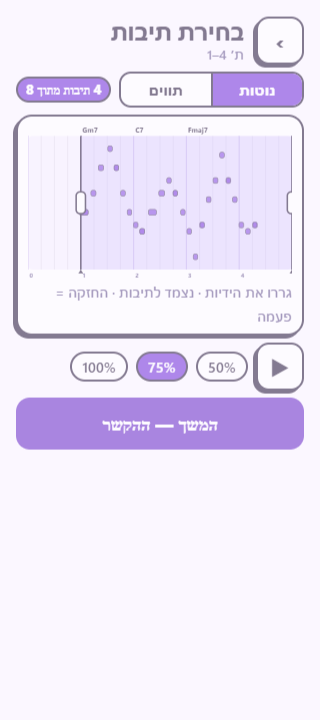 בחירת תיבות
ת׳ 1–4
נוסות
תווים
4 תיבות מתוך 8
Gm7 C7 Fmaj7
0 1 2 3 4
גררו את הידיות · נצמד לתיבות · החזקה =
פעמה
50%
75%
100%
המשך — ההקשר